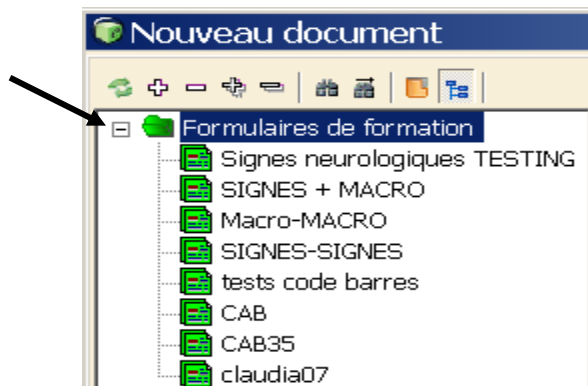 Nouveau document
Formulaires de formation
Signes neurologiques TESTING
SIGNES + MACRO
Macro-MACRO
SIGNES-SIGNES
tests code barres
CAB
CAB35
claudia07